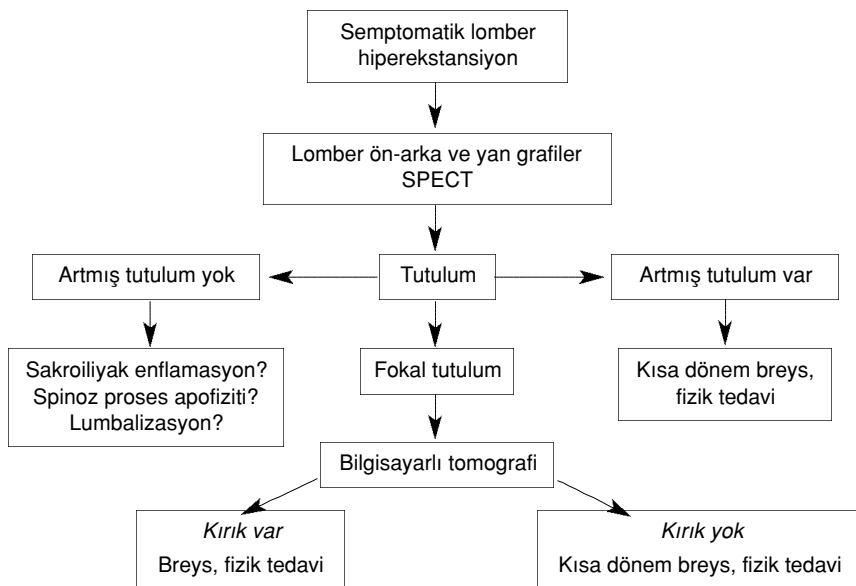 Semptomatik lomber
hiperekstansiyon
Lomber ön-arka ve yan grafiler
SPECT
Artmış tutulum yok
Tutulum
Artmış tutulum var
Sakroiliyak enflamasyon?
Spinoz proses apofiziti?
Lumbalizasyon?
Fokal tutulum
Kısa dönem breys,
fizik tedavi
Bilgisayarlı tomografi
Kırık var
Breys, fizik tedavi
Kırık yok
Kısa dönem breys, fizik tedavi